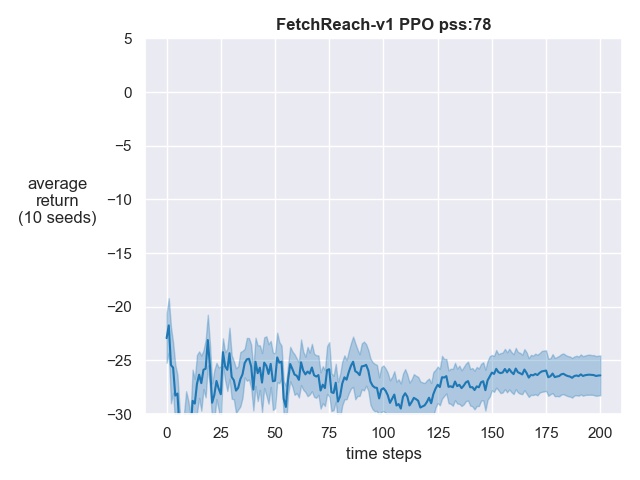 FetchReach-v1 PPO pss:78
5
0
−5
−10
−15
−20
−25
−30
average
return
(10 seeds)
0 25 50 75 100 125 150 175 200
time steps